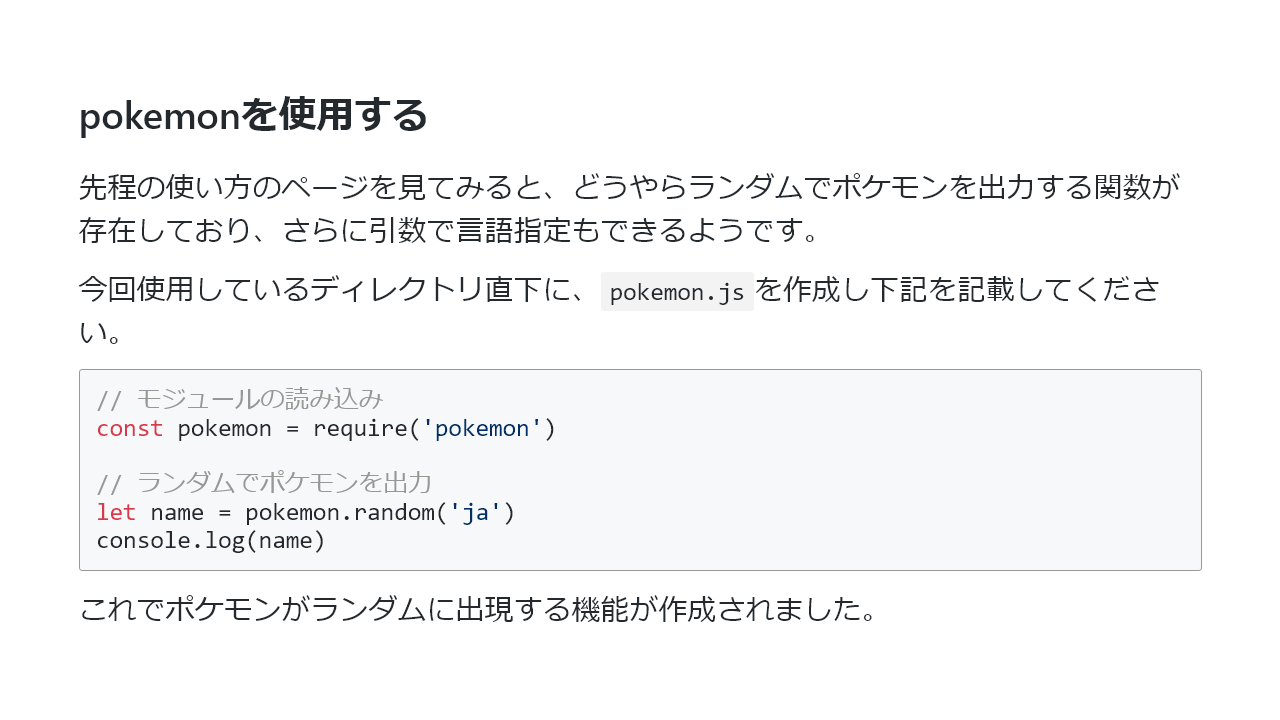 pokemonを使用する
先程の使い方のページを見てみると、どうやらランダムでポケモンを出力する関数が
存在しており、さらに引数で言語指定もできるようです。
今回使用しているディレクトリ直下に、 pokemon.js を作成し下記を記載してくださ
い。
// モジュールの読み込み
const pokemon = require('pokemon')
// ランダムでポケモンを出力
let name = pokemon.random('ja')
console.log(name)
これでポケモンがランダムに出現する機能が作成されました。